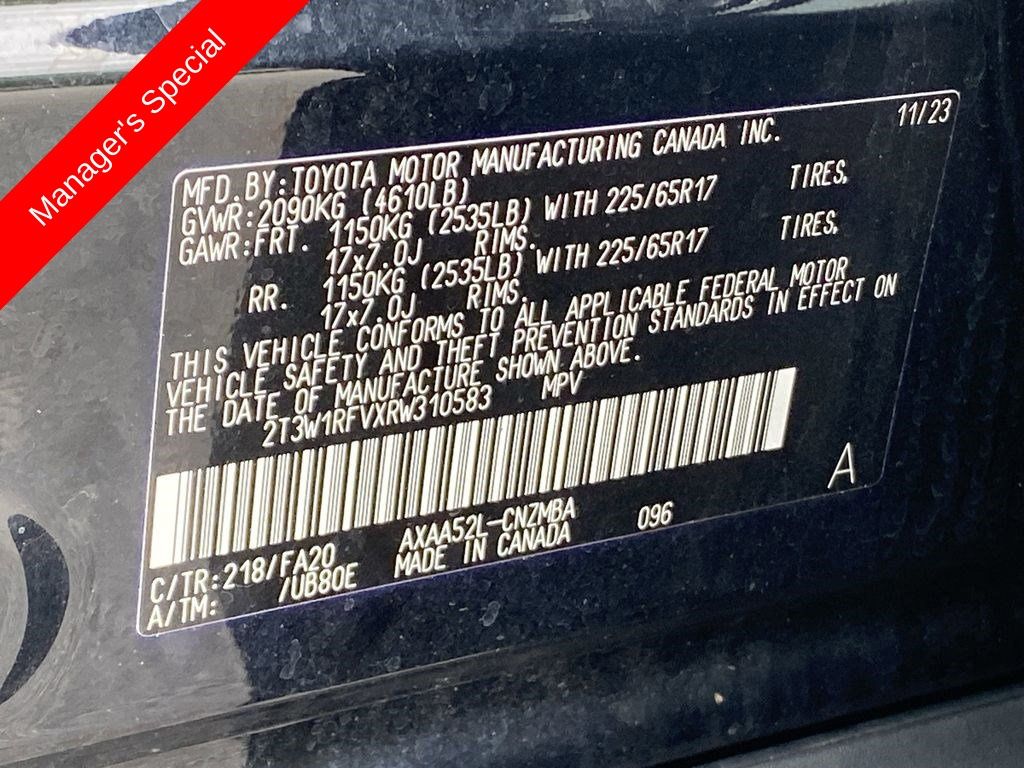 Manager's Special
11/23
MFD. BY:TOYOTA MOTOR MANUFACTURING CANADA INC.
GVWR:2090KG (4610LB)
GAWR:FRT. 1150KG (2535LB) WITH 225/65R17 TIRES,
17x7.0J RIMS.
RR. 1150KG (2535LB) WITH 225/65R17 TIRES,
17x7.0J RIMS.
THIS VEHICLE CONFORMS TO ALL APPLICABLE FEDERAL MOTOR
VEHICLE SAFETY AND THEFT PREVENTION STANDARDS IN EFFECT ON
THE DATE OF MANUFACTURE SHOWN ABOVE.
2T3W1RFVXRW310583 MPV
A
C/TR:218/FA20 AXAA52L-CNZMBA 096
A/TM: /UB80E MADE IN CANADA